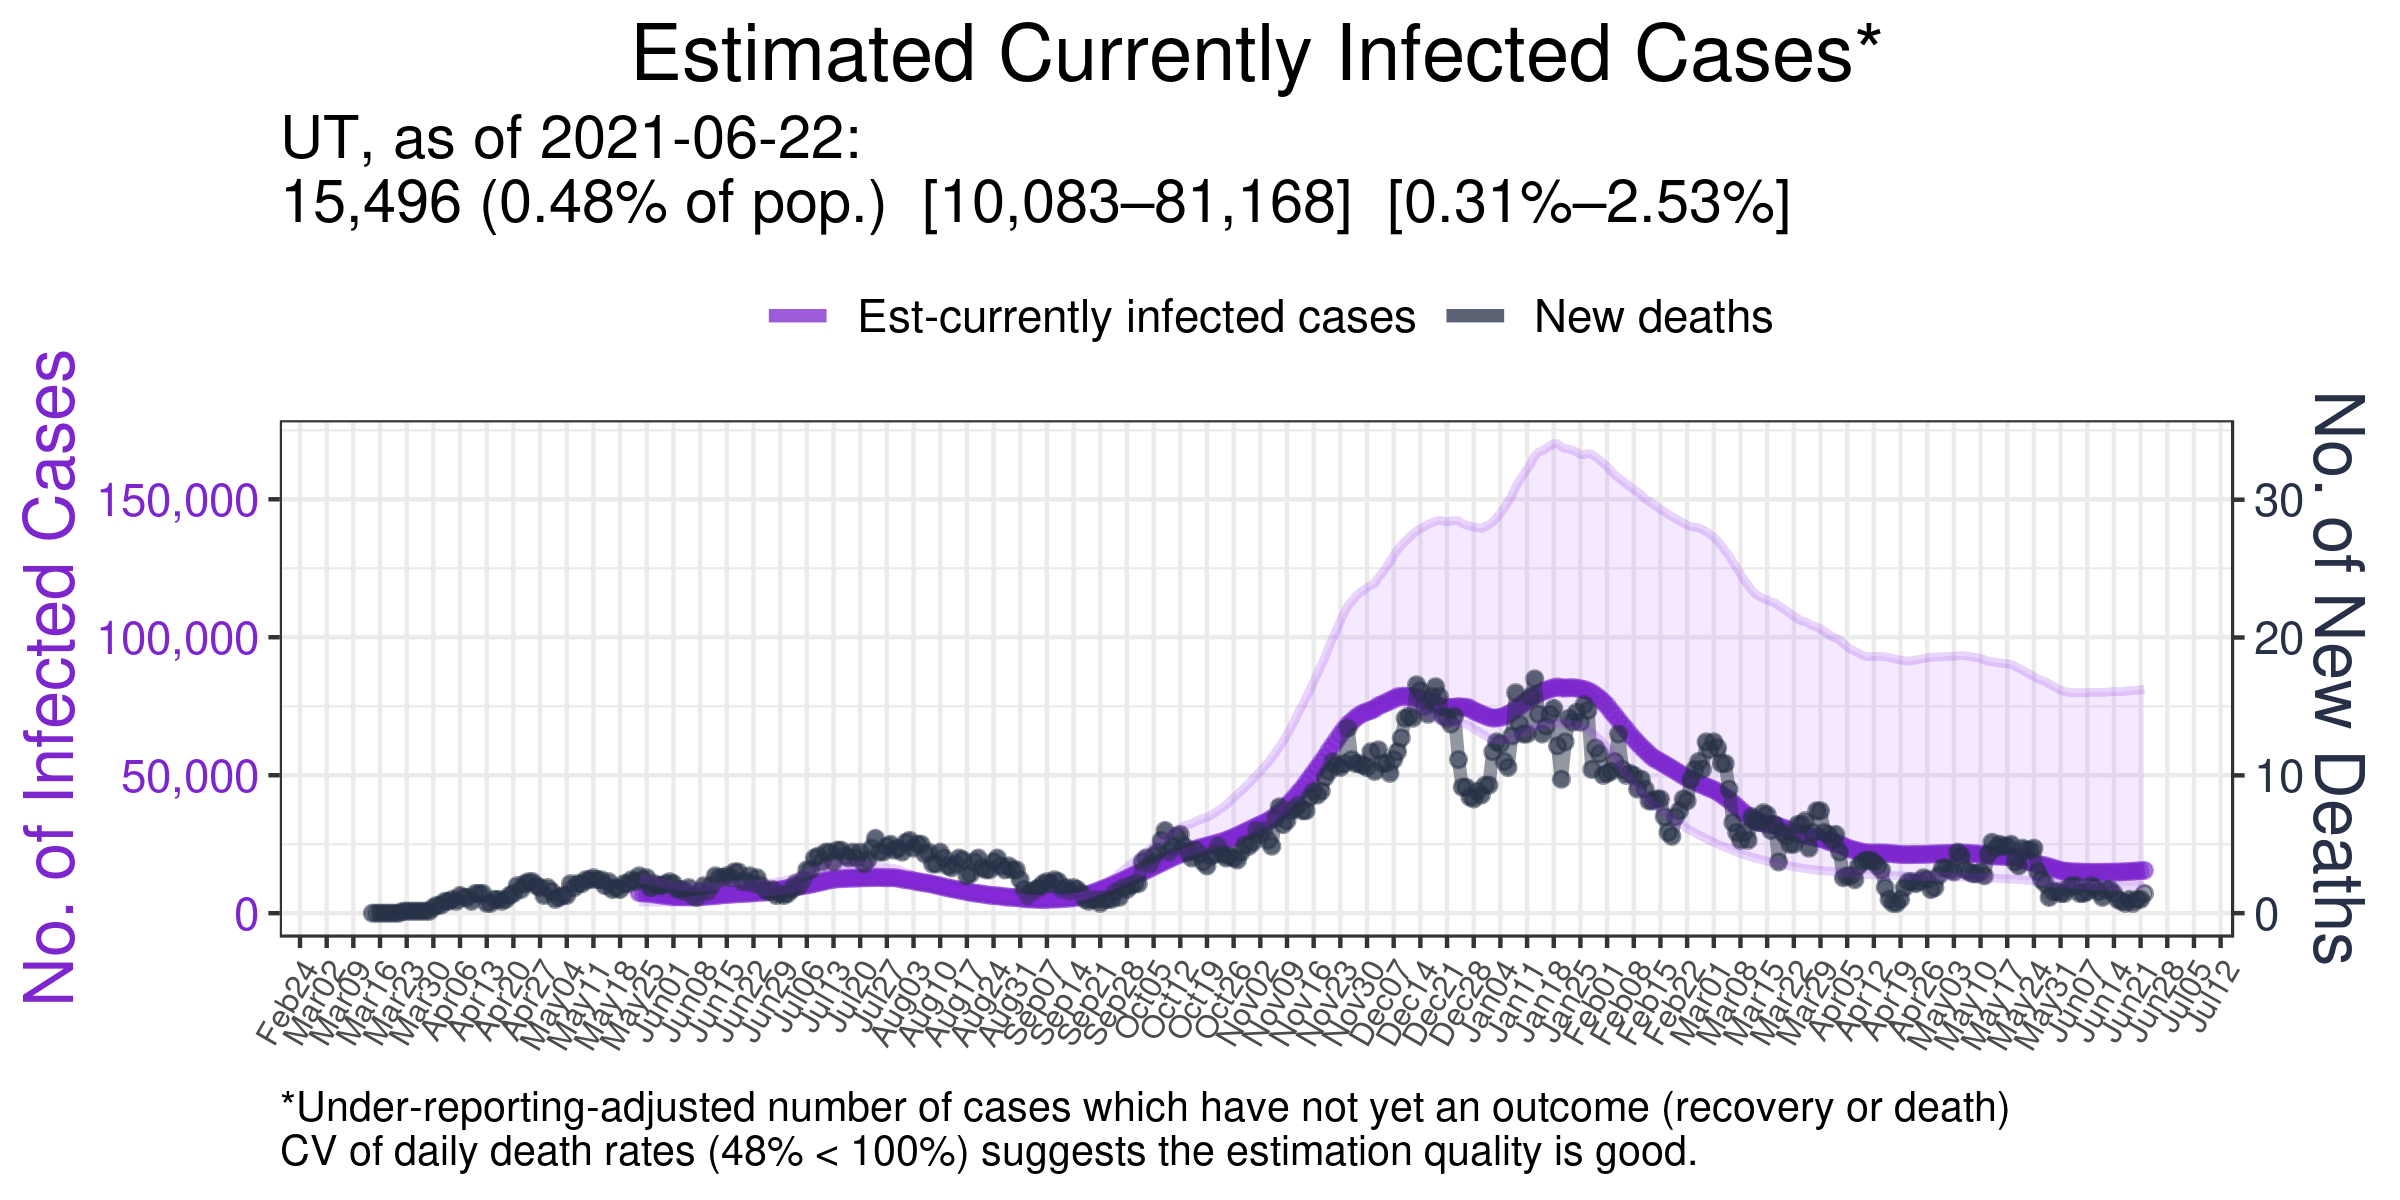 Estimated Currently Infected Cases*
UT, as of 2021-06-22:
15,496 (0.48% of pop.) [10,083–81,168] [0.31%–2.53%]
Est-currently infected cases New deaths
No. of Infected Cases
150,000
100,000
50,000
0
30
20
10
0
No. of New Deaths
Feb24 Mar02 Mar09 Mar16 Mar23 Mar30 Apr06 Apr13 Apr20 Apr27 May04 May11 May18 May25 Jun01 Jun08 Jun15 Jun22 Jun29 Jul06 Jul13 Jul20 Jul27 Aug03 Aug10 Aug17 Aug24 Aug31 Sep07 Sep14 Sep21 Sep28 Oct05 Oct12 Oct19 Oct26 Nov02 Nov09 Nov16 Nov23 Nov30 Dec07 Dec14 Dec21 Dec28 Jan04 Jan11 Jan18 Jan25 Feb01 Feb08 Feb15 Feb22 Mar01 Mar08 Mar15 Mar22 Mar29 Apr05 Apr12 Apr19 Apr26 May03 May10 May17 May24 May31 Jun07 Jun14 Jun21 Jun28 Jul05 Jul12
*Under-reporting-adjusted number of cases which have not yet an outcome (recovery or death)
CV of daily death rates (48% < 100%) suggests the estimation quality is good.